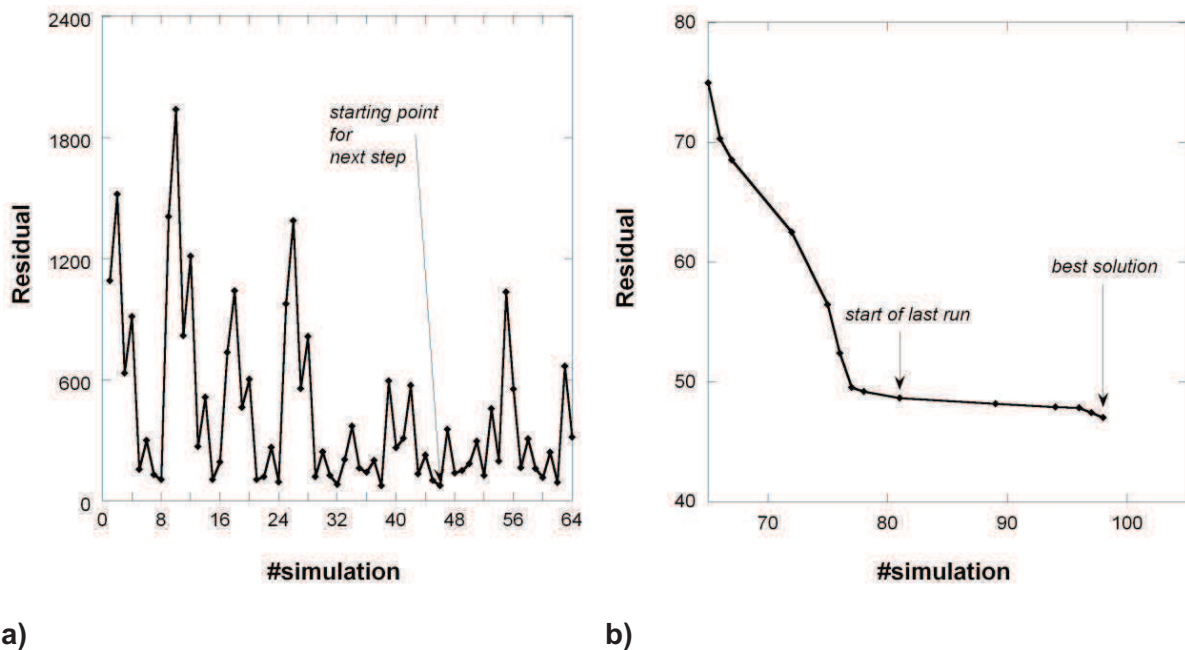 2400
1800
1200
600
0
Residual
starting point
for
next step
0 8 16 24 32 40 48 56 64
#simulation
a)
80
70
60
50
40
Residual
best solution
start of last run
70 80 90 100
#simulation
b)